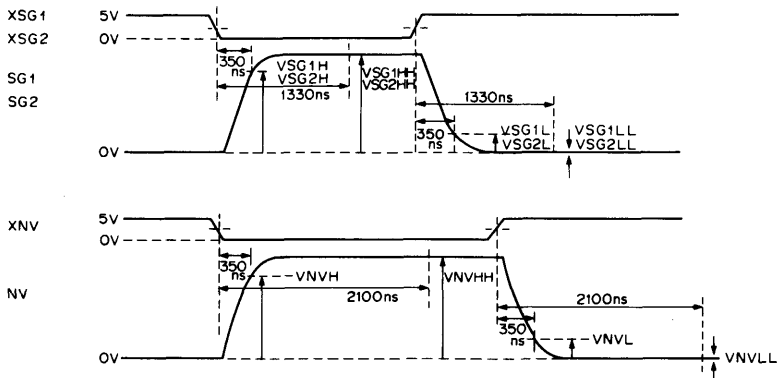 XSG1 5V
XSG2 0V
350 ns
VSG1H
VSG2H
VSG1HH
VSG2HH
1330ns
1330ns
SG1
SG2
350 ns
VSG1L
VSG2L
VSG1LL
VSG2LL
0V
XNV 5V
0V
350 ns
VNVH
VNVHH
2100ns
2100ns
NV
350 ns
VNVL
0V
VNVLL